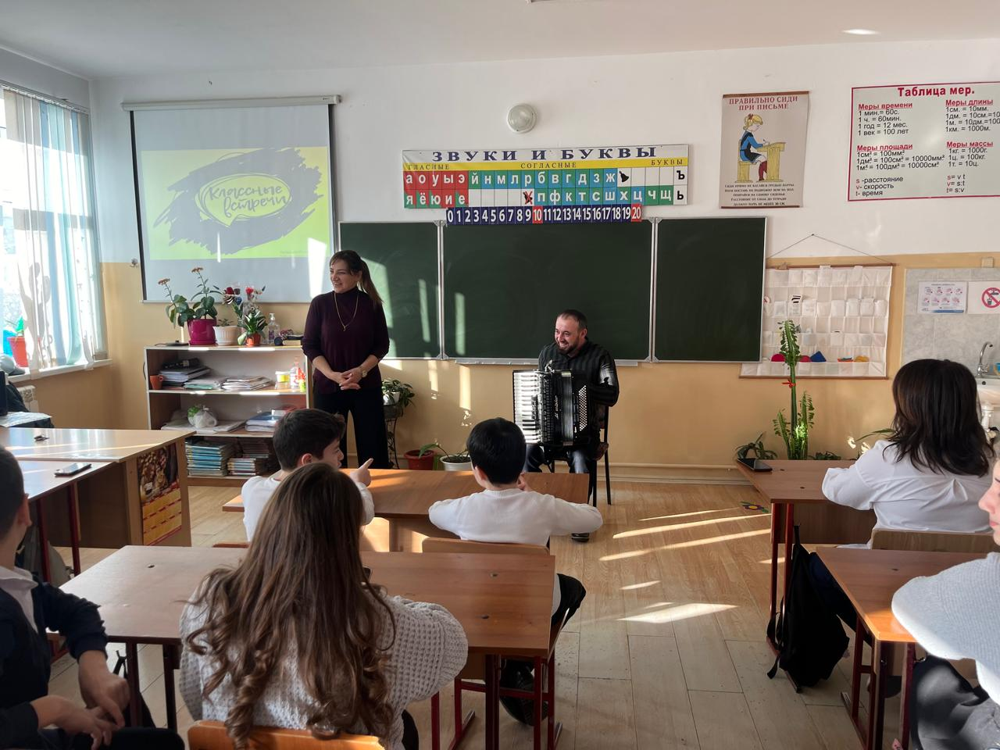 Классные
встречи
ЗВУКИ И БУКВЫ
ГЛАСНЫЕ СОГЛАСНЫЕ БУКВЫ
а о у ы э й н м л р б в г д з ж ъ
я ё ю и е п ф к т с ш х ц ч щ ь
0 1 2 3 4 5 6 7 8 9 10 11 12 13 14 15 16 17 18 19 20
ПРАВИЛЬНО СИДИ
ПРИ ПИСЬМЕ
Таблица мер.
Меры времени
1 мин.= 60с.
1 ч. = 60мин.
1 год = 12 мес.
1 век = 100 лет
Меры длины
1см. = 10мм.
1дм. = 10см.=10
1м. = 10дм.=100
1км. = 1000м.
Меры площади
1см² = 100мм²
1дм² = 100см² = 10000мм²
1м² = 100дм² = 10000см²
Меры массы
1кг. = 1000г.
1ц. = 100кг.
1т. = 10ц.
s -расстояние
v- скорость
t- время
s= v t
v= s:t
t= s:v